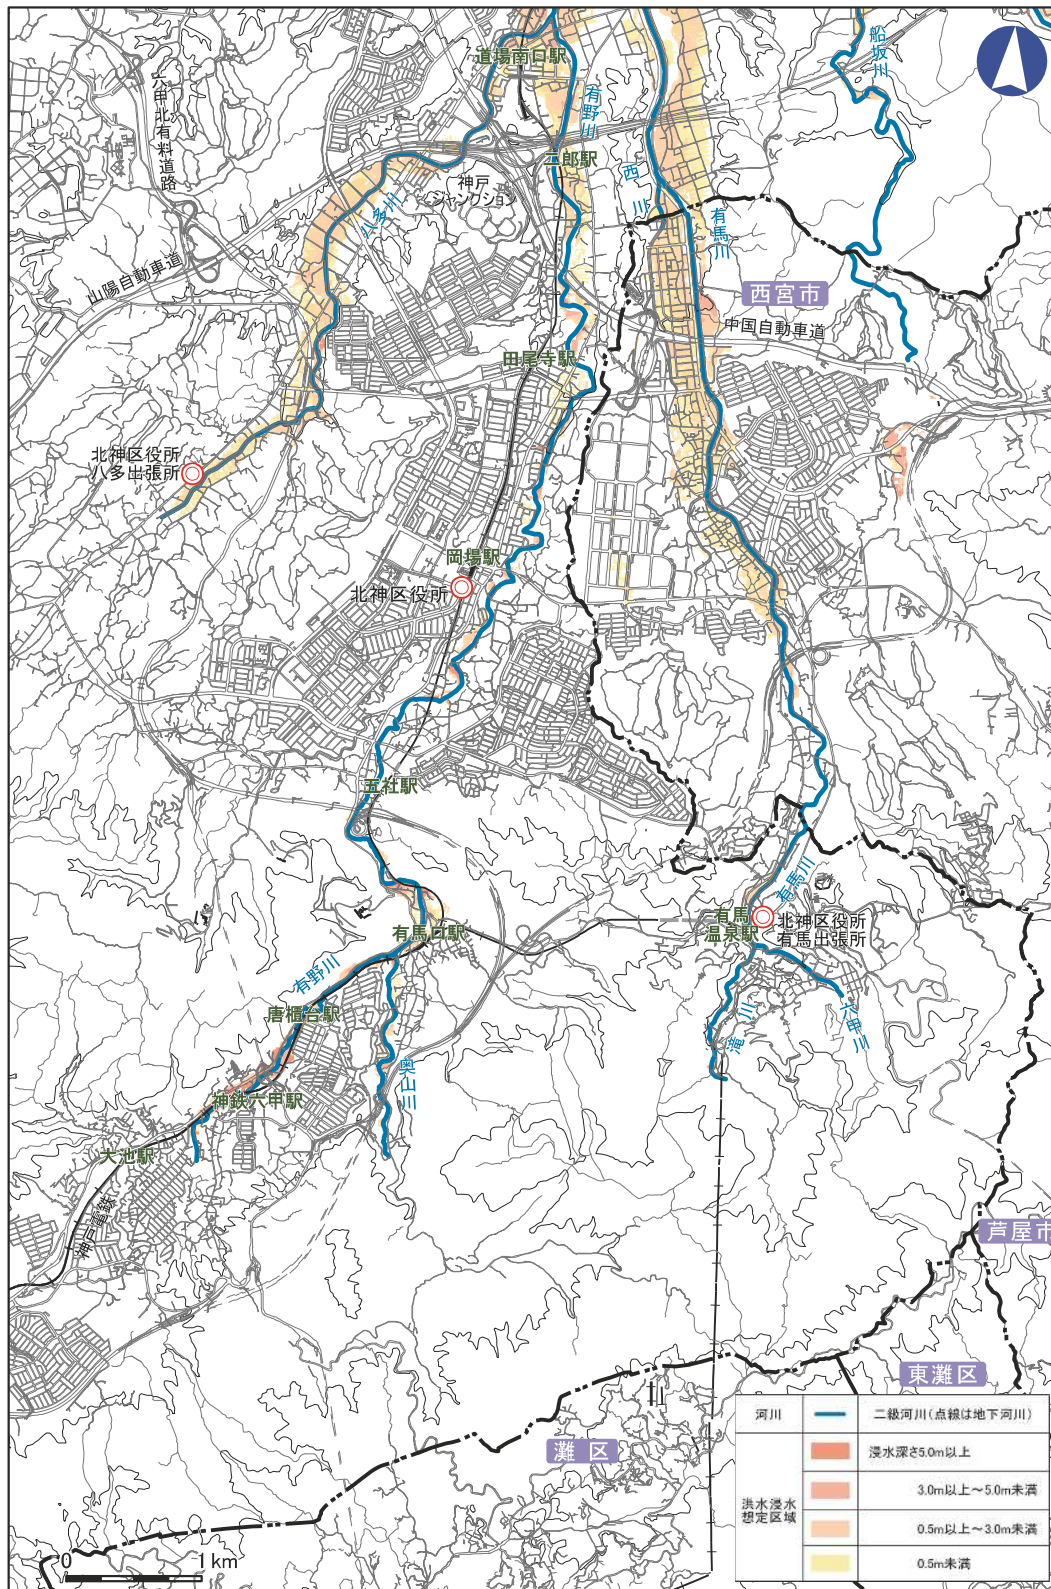 船坂川
道場南口駅
六甲北有料道路
有野川
二郎駅
神戸
ジャンクション
西川
八多川
有馬川
山陽自動車道
西宮市
中国自動車道
田尾寺駅
北神区役所
八多出張所
岡場駅
北神区役所
五社駅
有馬川
有馬
温泉駅
北神区役所
有馬出張所
有馬口駅
有野川
唐櫃台駅
滝川
六甲川
奥山川
神鉄六甲駅
大池駅
神戸電鉄
芦屋市
東灘区
灘区
河川
二級河川(点線は地下河川)
洪水浸水
想定区域
浸水深さ5.0m以上
3.0m以上～5.0m未満
0.5m以上～3.0m未満
0.5m未満
0 1km